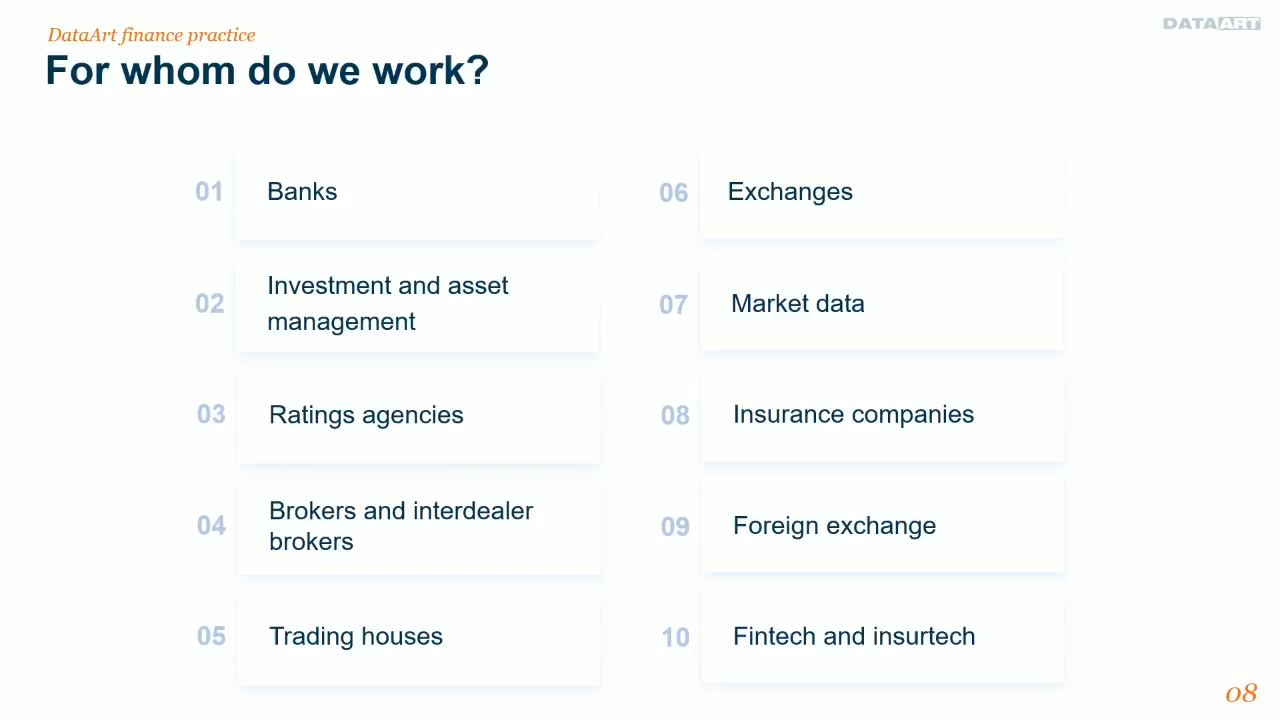 DataArt finance practice
DATAART
For whom do we work?
01 Banks
02 Investment and asset
management
03 Ratings agencies
04 Brokers and interdealer
brokers
05 Trading houses
06 Exchanges
07 Market data
08 Insurance companies
09 Foreign exchange
10 Fintech and insurtech
08